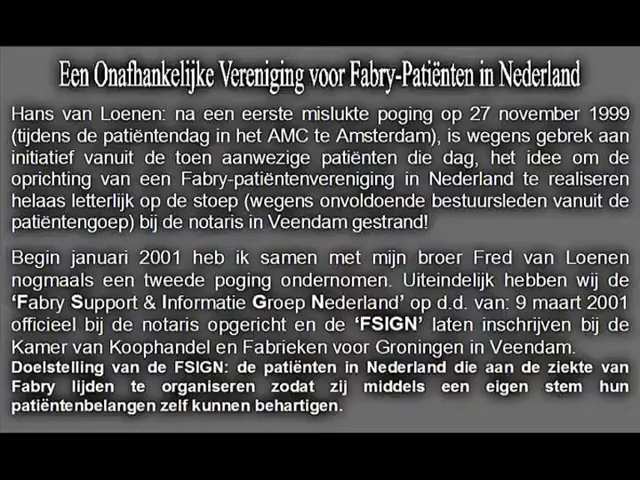 Een Onafhankelijke Vereniging voor Fabry-Patiënten in Nederland
Hans van Loenen: na een eerste mislukte poging op 27 november 1999
(tijdens de patiëntendag in het AMC te Amsterdam), is wegens gebrek aan
initiatief vanuit de toen aanwezige patiënten die dag, het idee om de
oprichting van een Fabry-patiëntenvereniging in Nederland te realiseren
helaas letterlijk op de stoep (wegens onvoldoende bestuursleden vanuit de
patiëntengoep) bij de notaris in Veendam gestrand!
Begin januari 2001 heb ik samen met mijn broer Fred van Loenen
nogmaals een tweede poging ondernomen. Uiteindelijk hebben wij de
‘Fabry Support & Informatie Groep Nederland’ op d.d. van: 9 maart 2001
officieel bij de notaris opgericht en de ‘FSIGN’ laten inschrijven bij de
Kamer van Koophandel en Fabrieken voor Groningen in Veendam.
Doelstelling van de FSIGN: de patiënten in Nederland die aan de ziekte van
Fabry lijden te organiseren zodat zij middels een eigen stem hun
patiëntenbelangen zelf kunnen behartigen.